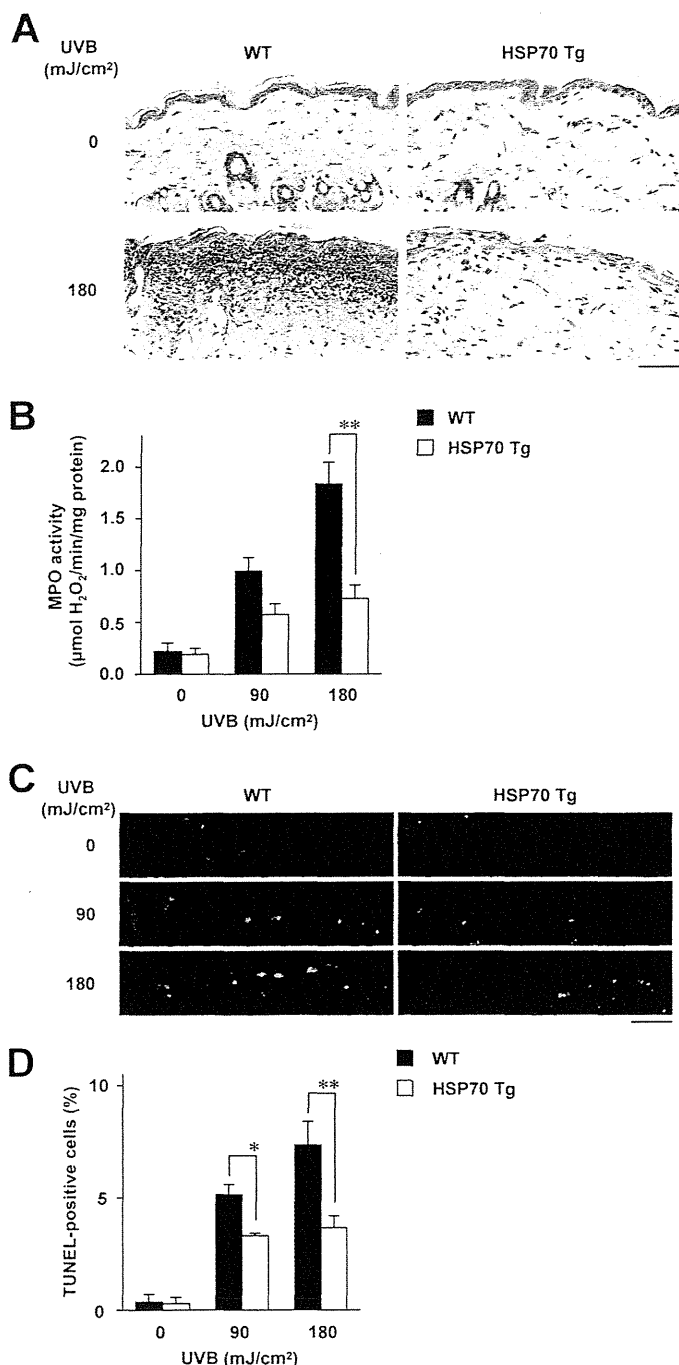 A
UVB
(mJ/cm²)
WT
HSP70 Tg
0
180
B
MPO activity
(μmol H₂O₂/min/mg protein)
2.0
1.5
1.0
0.5
0.0
**
WT
HSP70 Tg
0
90
180
UVB (mJ/cm²)
C
UVB
(mJ/cm²)
WT
HSP70 Tg
0
90
180
D
TUNEL-positive cells (%)
10
5
0
*
**
WT
HSP70 Tg
0
90
180
UVB (mJ/cm²)